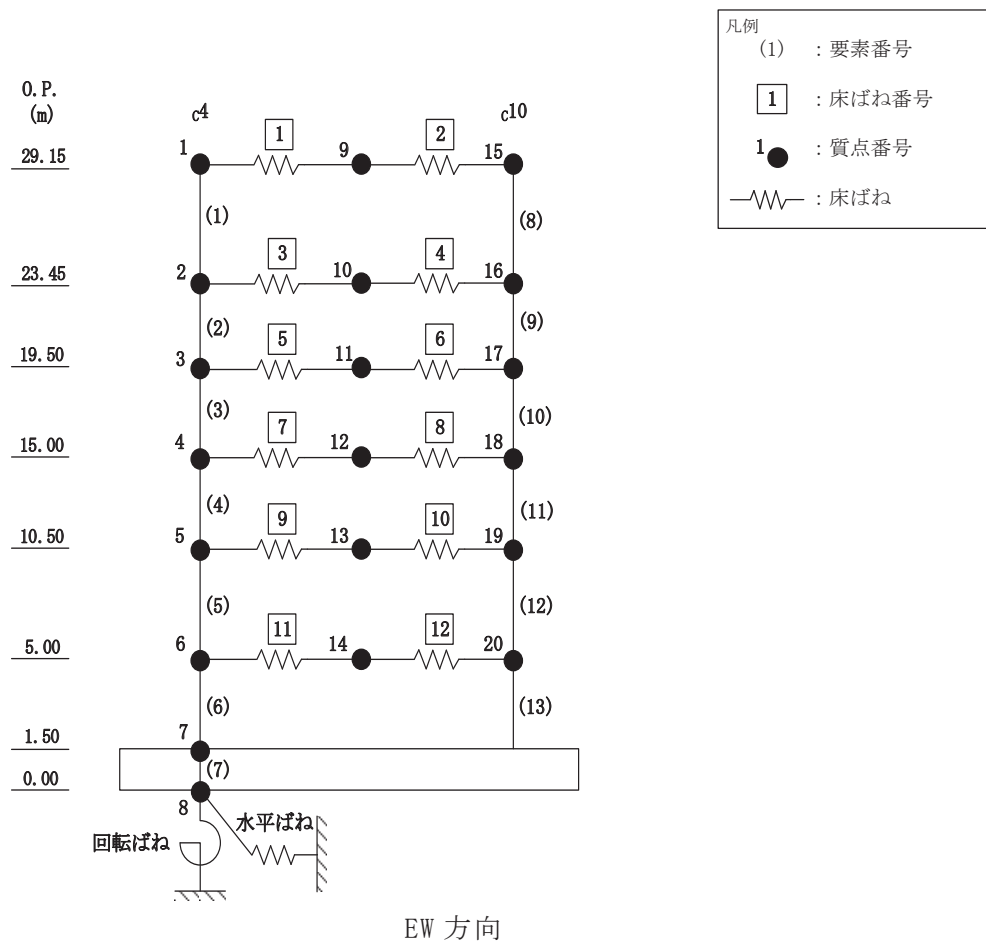 凡例
(1) : 要素番号
1 : 床ばね番号
1 : 質点番号
: 床ばね
O.P.
(m)
c4 c10
29.15 1 1 9 2 15
(1) (8)
23.45 2 3 10 4 16
(2) (9)
19.50 3 5 11 6 17
(3) (10)
15.00 4 7 12 8 18
(4) (11)
10.50 5 9 13 10 19
(5) (12)
5.00 6 11 14 12 20
(6) (13)
1.50 7
(7)
0.00
8
水平ばね
回転ばね
EW 方向